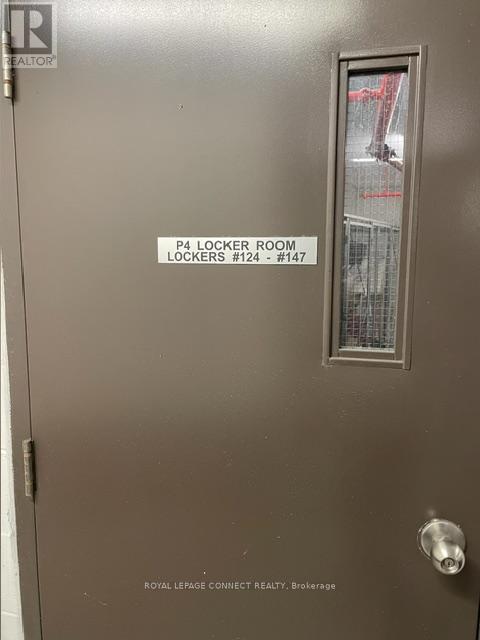 R
REALTOR®
P4 LOCKER ROOM
LOCKERS #124 - #147
ROYAL LEPAGE CONNECT REALTY, Brokerage